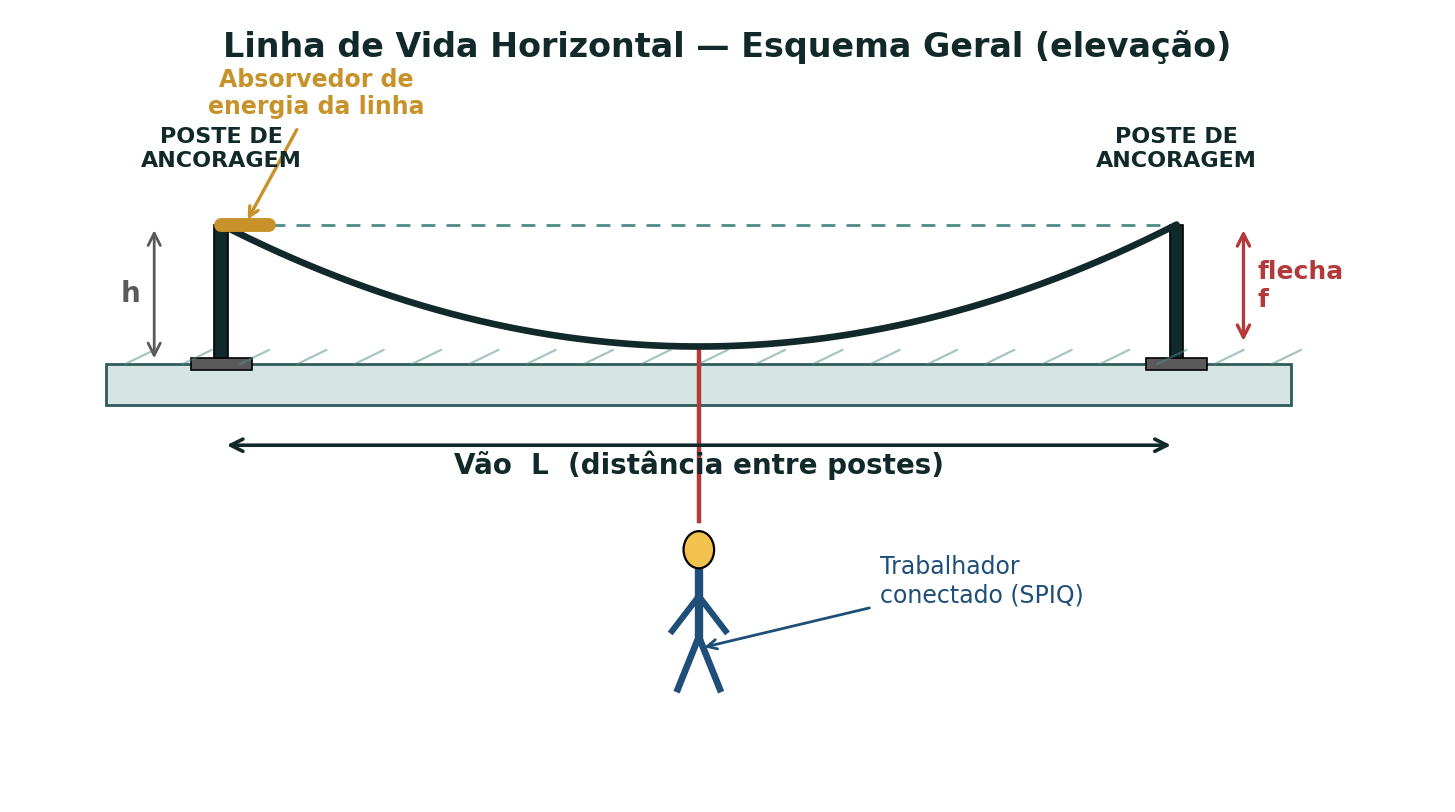 Linha de Vida Horizontal — Esquema Geral (elevação)
Absorvedor de
energia da linha
POSTE DE
ANCORAGEM
POSTE DE
ANCORAGEM
h
flecha
f
Vão L (distância entre postes)
Trabalhador
conectado (SPIQ)